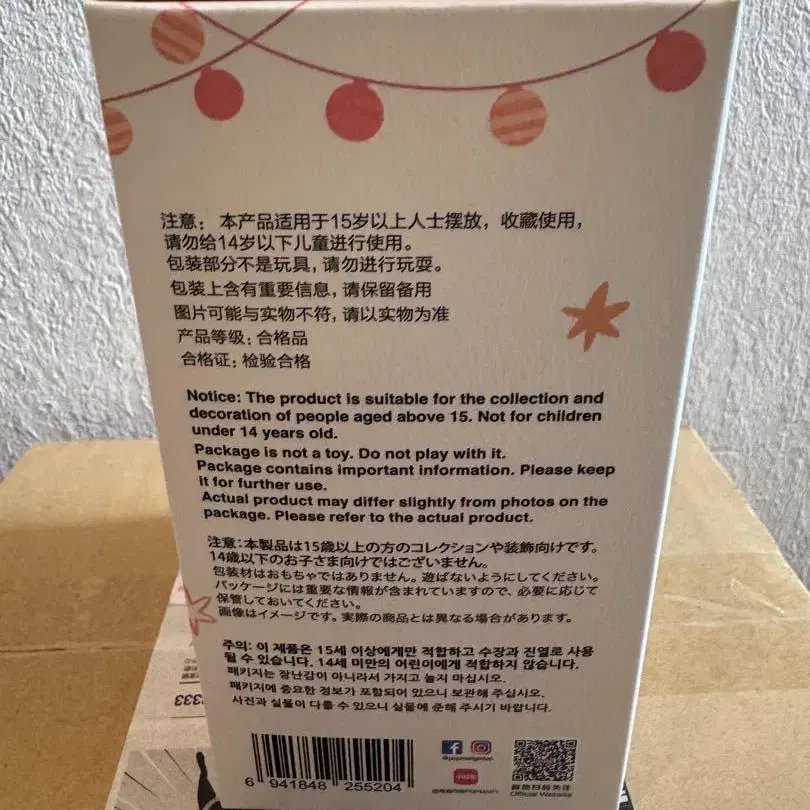 注意：本产品适用于15岁以上人士摆放，收藏使用，
请勿给14岁以下儿童进行使用。
包装部分不是玩具，请勿进行玩耍。
包装上含有重要信息，请保留备用
图片可能与实物不符，请以实物为准
产品等级：合格品
合格证：检验合格
Notice: The product is suitable for the collection and
decoration of people aged above 15. Not for children
under 14 years old.
Package is not a toy. Do not play with it.
Package contains important information. Please keep
it for further use.
Actual product may differ slightly from photos on the
package. Please refer to the actual product.
注意：本製品は15歳以上の方のコレクションや装飾向けです。
14歳以下のお子さま向けではございません。
包装材はおもちゃではありません。遊ばないようにしてください。
パッケージには重要な情報が含まれていますので、必要に応じて
保管しておいてください。
画像はイメージです。実際の商品とは異なる場合があります。
주의: 이 제품은 15세 이상에게만 적합하고 수장과 진열로 사용
될 수 있습니다. 14세 미만의 어린이에게 적합하지 않습니다.
패키지는 장난감이 아니라서 가지고 놀지 마십시오.
패키지에 중요한 정보가 포함되어 있으니 보관해 주십시오.
사진과 실물이 다를 수 있으니 실물에 준해 주시기 바랍니다.
6 941848 255204
@popmartglobal
小红书
Official Website
2333